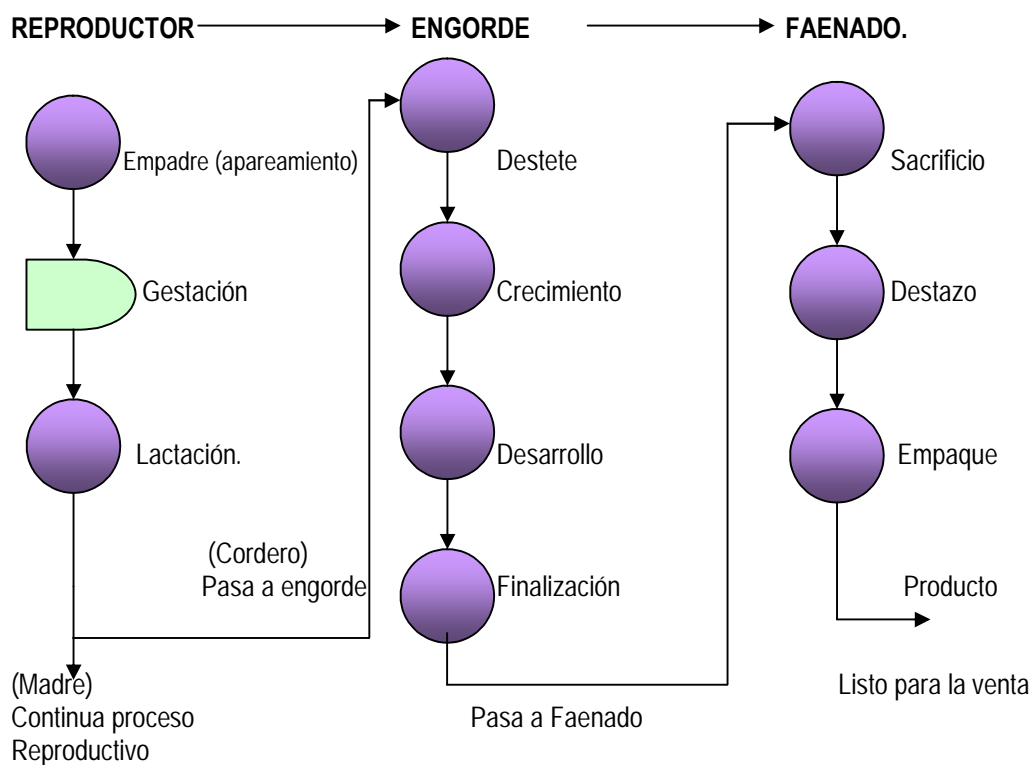 REPRODUCTOR ENGORDE FAENADO.
Empadre (apareamiento)
Gestación
Lactación.
(Cordero)
Pasa a engorde
(Madre)
Continua proceso
Reproductivo
Destete
Crecimiento
Desarrollo
Finalización
Pasa a Faenado
Sacrificio
Destazo
Empaque
Producto
Listo para la venta